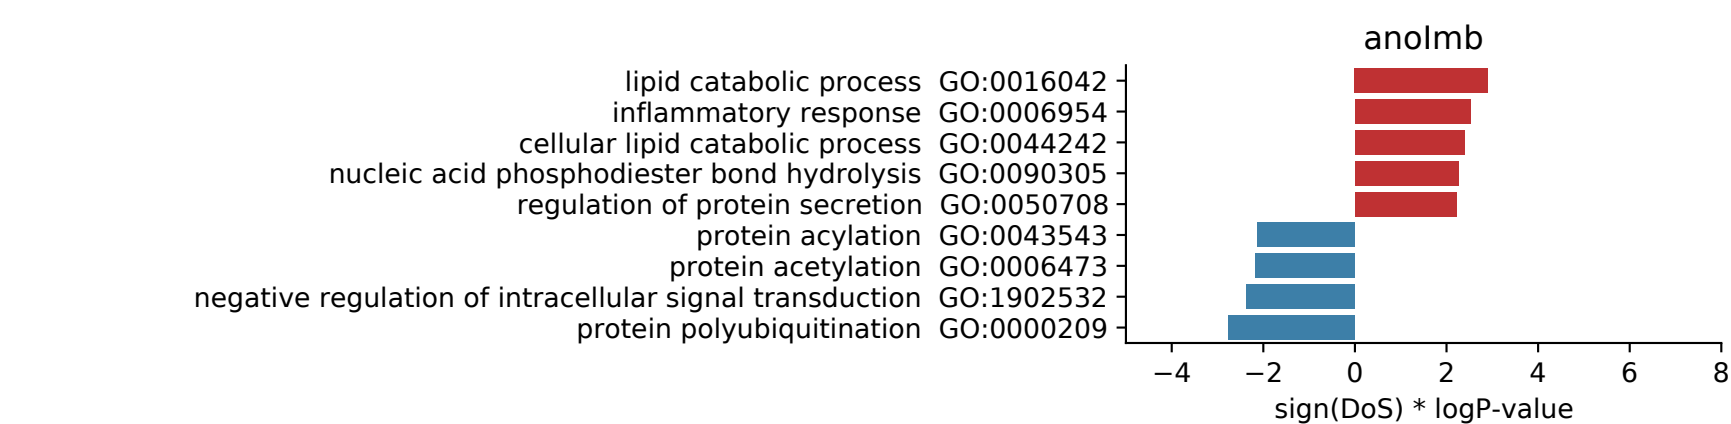 anoImb
lipid catabolic process GO:0016042
inflammatory response GO:0006954
cellular lipid catabolic process GO:0044242
nucleic acid phosphodiester bond hydrolysis GO:0090305
regulation of protein secretion GO:0050708
protein acylation GO:0043543
protein acetylation GO:0006473
negative regulation of intracellular signal transduction GO:1902532
protein polyubiquitination GO:0000209
−4 −2 0 2 4 6 8
sign(DoS) * logP-value